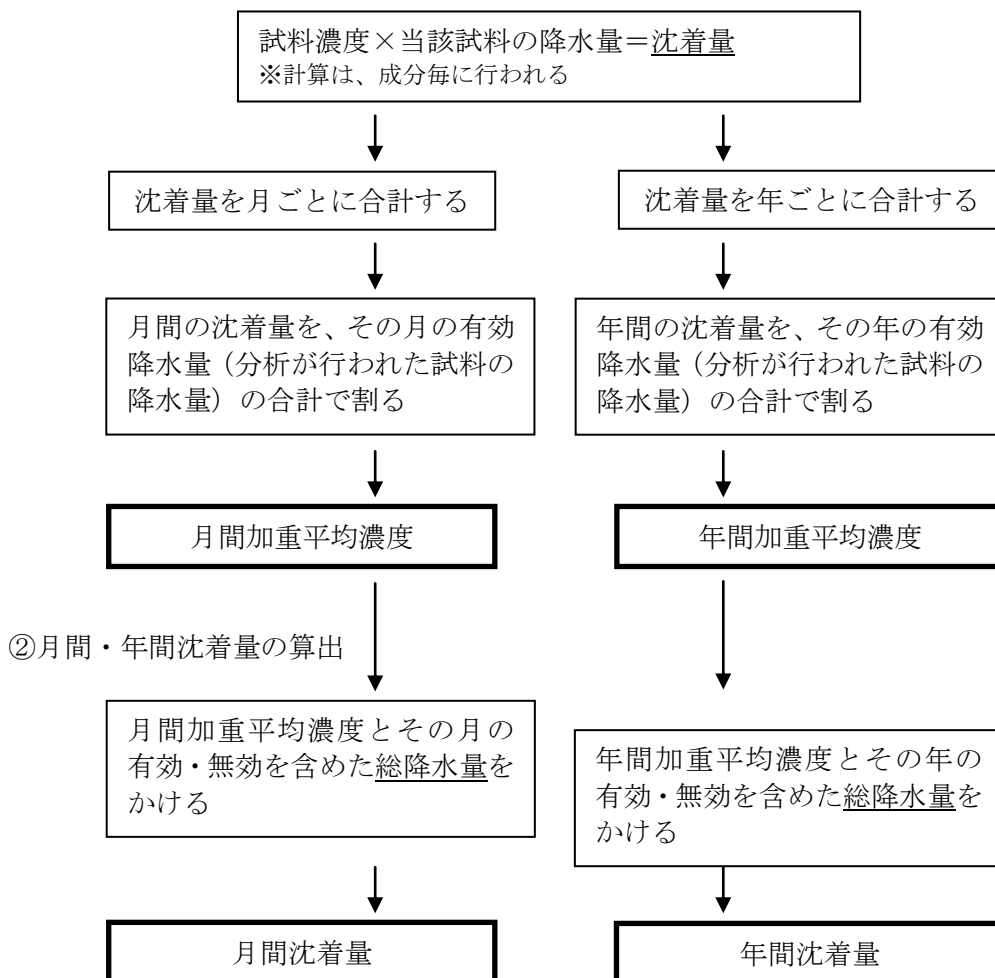 試料濃度×当該試料の降水量＝沈着量
※計算は、成分毎に行われる
沈着量を月ごとに合計する
沈着量を年ごとに合計する
月間の沈着量を、その月の有効
降水量（分析が行われた試料の
降水量）の合計で割る
年間の沈着量を、その年の有効
降水量（分析が行われた試料の
降水量）の合計で割る
月間加重平均濃度
年間加重平均濃度
②月間・年間沈着量の算出
月間加重平均濃度とその月の
有効・無効を含めた総降水量を
かける
年間加重平均濃度とその年の
有効・無効を含めた総降水量を
かける
月間沈着量
年間沈着量